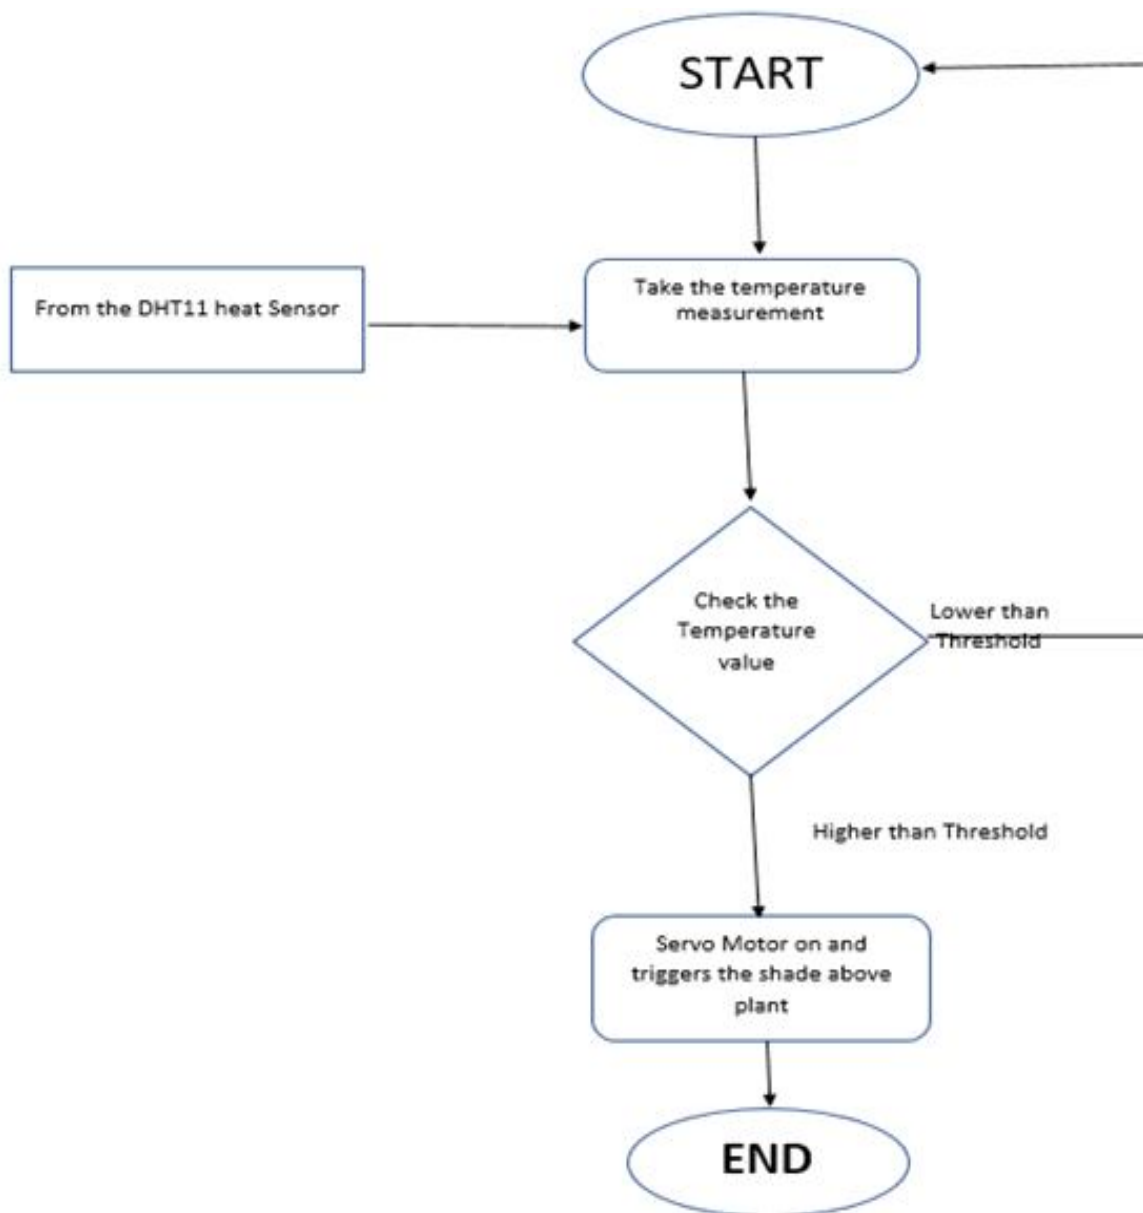 START
From the DHT11 heat Sensor
Take the temperature
measurement
Check the
Temperature
value
Lower than
Threshold
Higher than Threshold
Servo Motor on and
triggers the shade above
plant
END